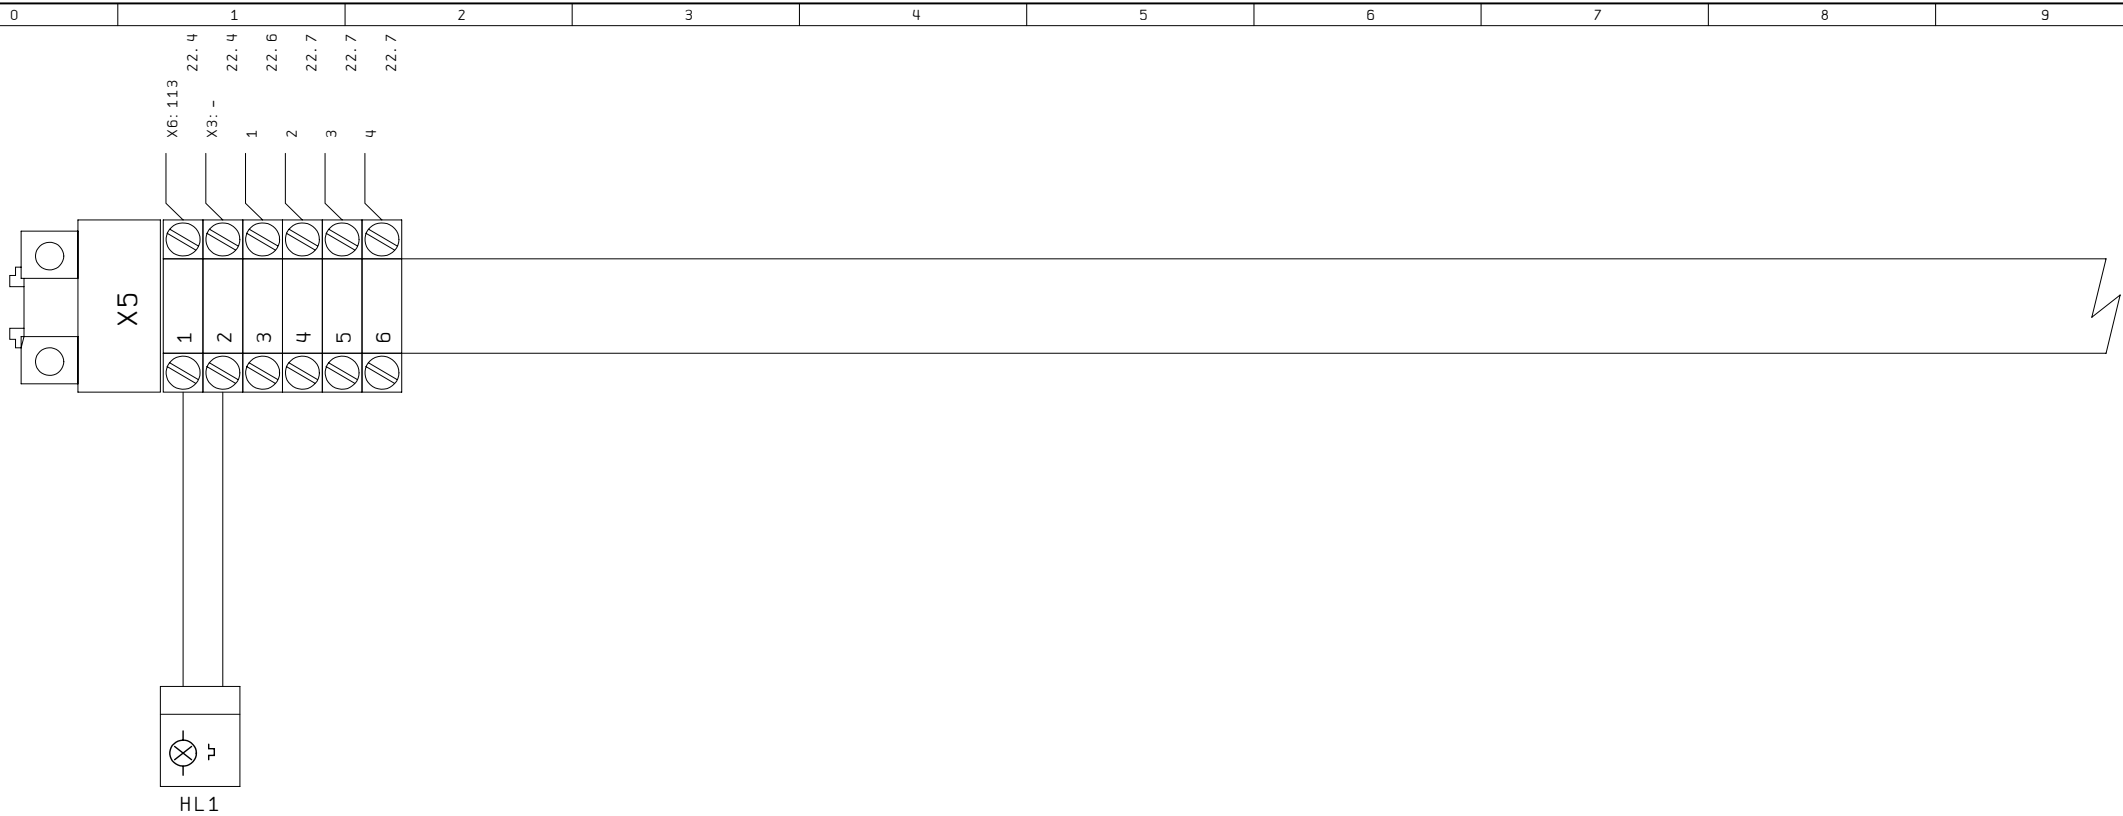 0 1 2 3 4 5 6 7 8 9
22.4 22.4 22.6 22.7 22.7 22.7
X6:113 X3:- 1 2 3 4
X5
1 2 3 4 5 6
HL1